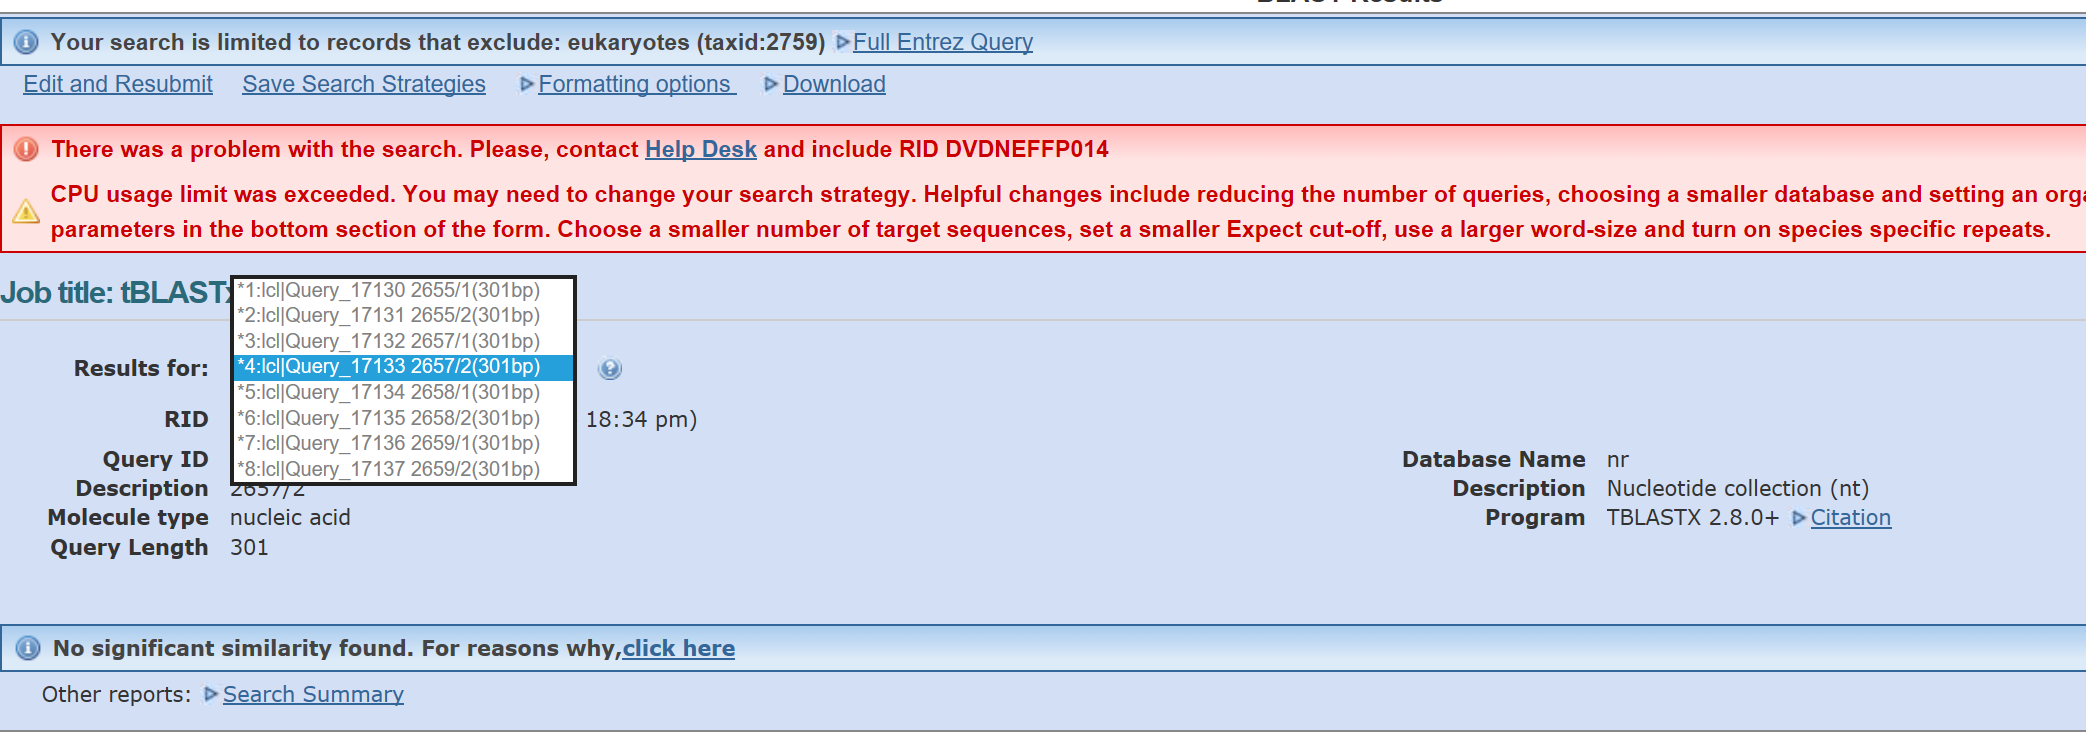 Your search is limited to records that exclude: eukaryotes (taxid:2759) Full Entrez Query
Edit and Resubmit Save Search Strategies Formatting options Download
There was a problem with the search. Please, contact Help Desk and include RID DVDNEFFP014
CPU usage limit was exceeded. You may need to change your search strategy. Helpful changes include reducing the number of queries, choosing a smaller database and setting an
parameters in the bottom section of the form. Choose a smaller number of target sequences, set a smaller Expect cut-off, use a larger word-size and turn on species specific repeats.
Job title: tBLASTx
*1:lcl|Query_17130 2655/1(301bp)
*2:lcl|Query_17131 2655/2(301bp)
*3:lcl|Query_17132 2657/1(301bp)
Results for: *4:lcl|Query_17133 2657/2(301bp)
*5:lcl|Query_17134 2658/1(301bp)
RID *6:lcl|Query_17135 2658/2(301bp) 18:34 pm)
*7:lcl|Query_17136 2659/1(301bp)
Query ID *8:lcl|Query_17137 2659/2(301bp)
Description 2657/2
Molecule type nucleic acid
Query Length 301
Database Name nr
Description Nucleotide collection (nt)
Program TBLASTX 2.8.0+ Citation
No significant similarity found. For reasons why,click here
Other reports: Search Summary